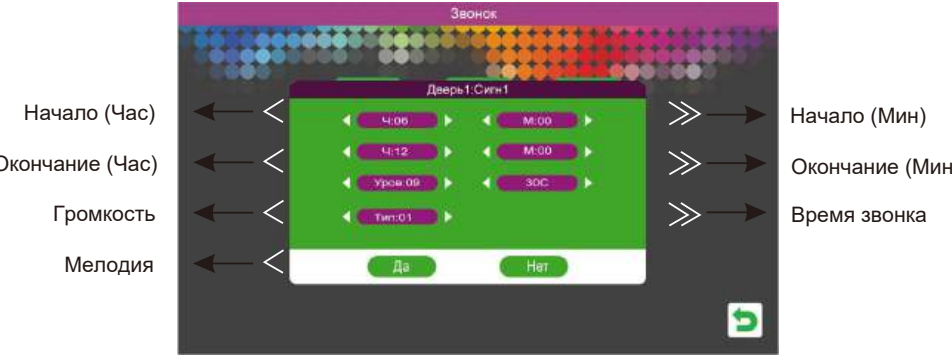 Звонок
Дверь1:Сигн1
Начало (Час)
Ч:06
М:00
Начало (Мин)
Окончание (Час)
Ч:12
М:00
Окончание (Мин
Громкость
Уров:09
30С
Время звонка
Мелодия
Тип:01
Да
Нет